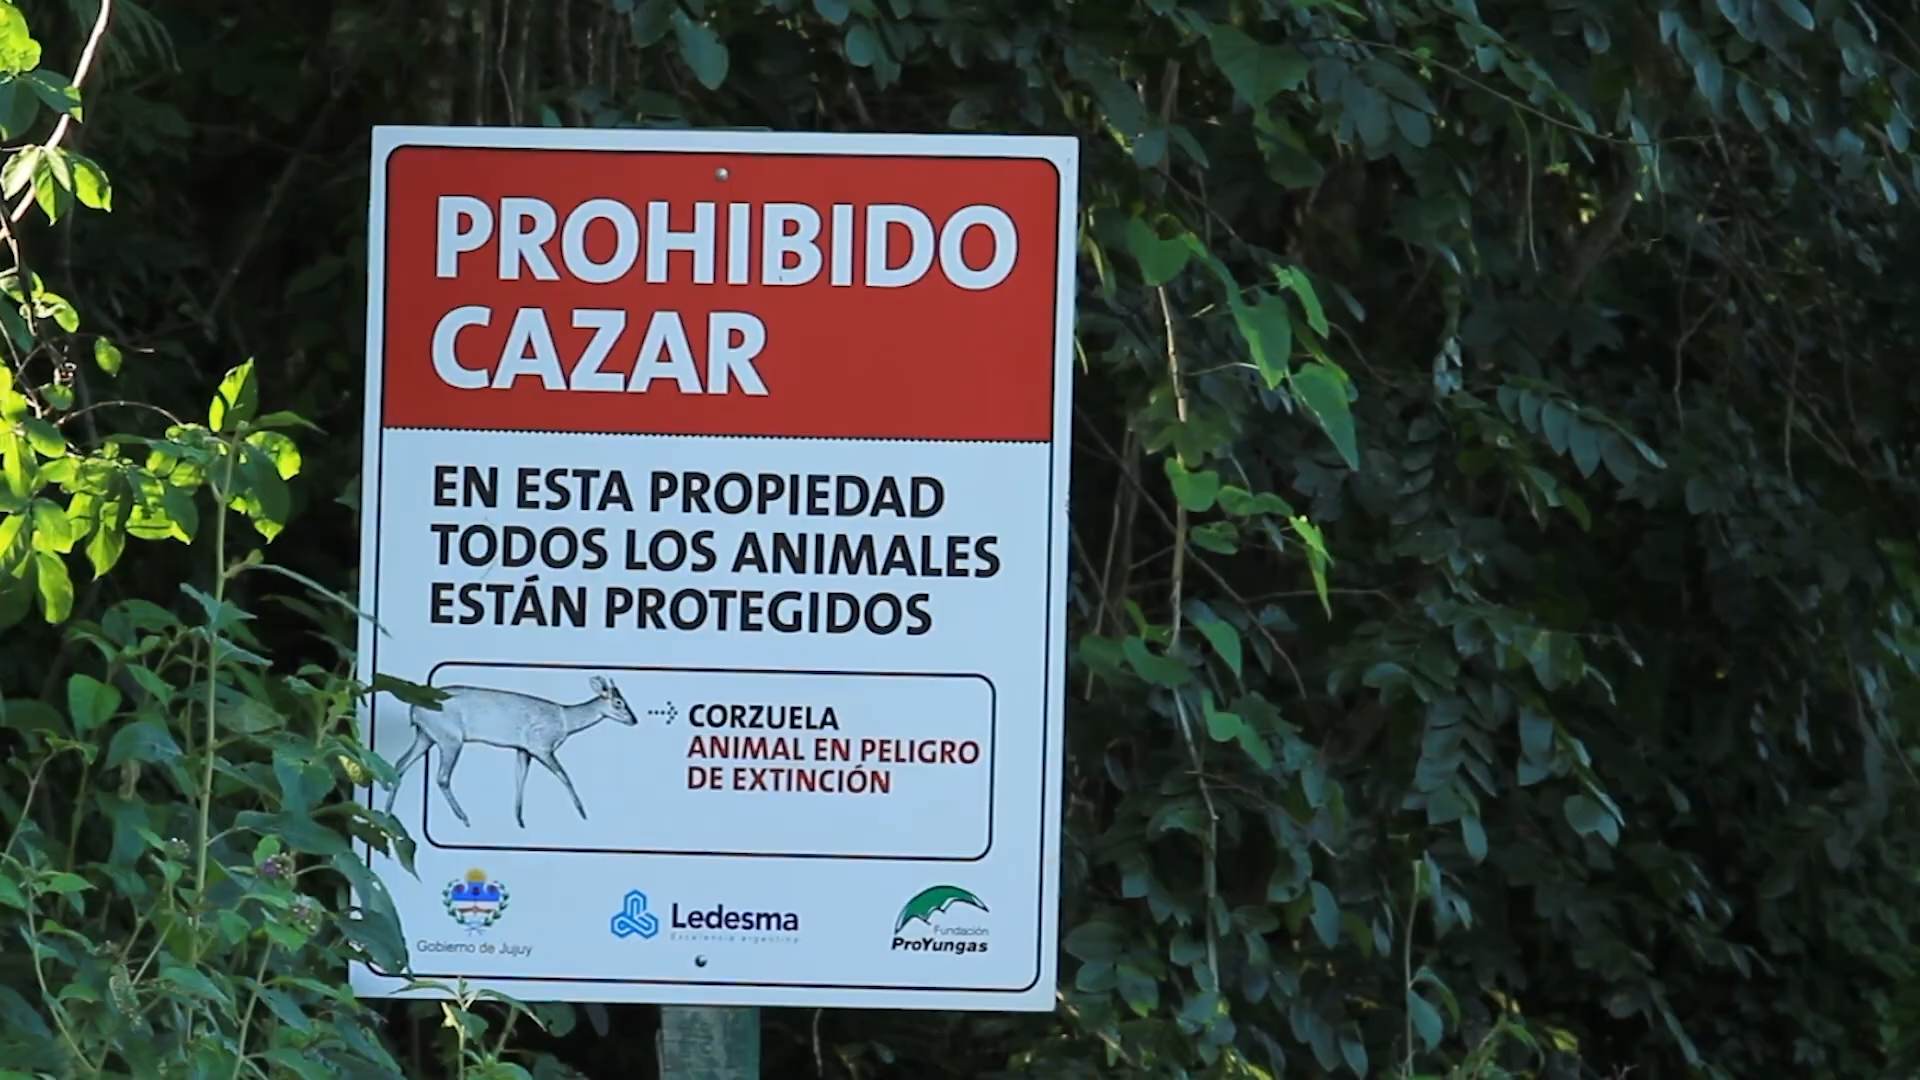 PROHIBIDO
CAZAR
EN ESTA PROPIEDAD
TODOS LOS ANIMALES
ESTÁN PROTEGIDOS
CORZUELA
ANIMAL EN PELIGRO
DE EXTINCIÓN
Gobierno de Jujuy
Ledesma
Excelencia argentina
Fundación
ProYungas